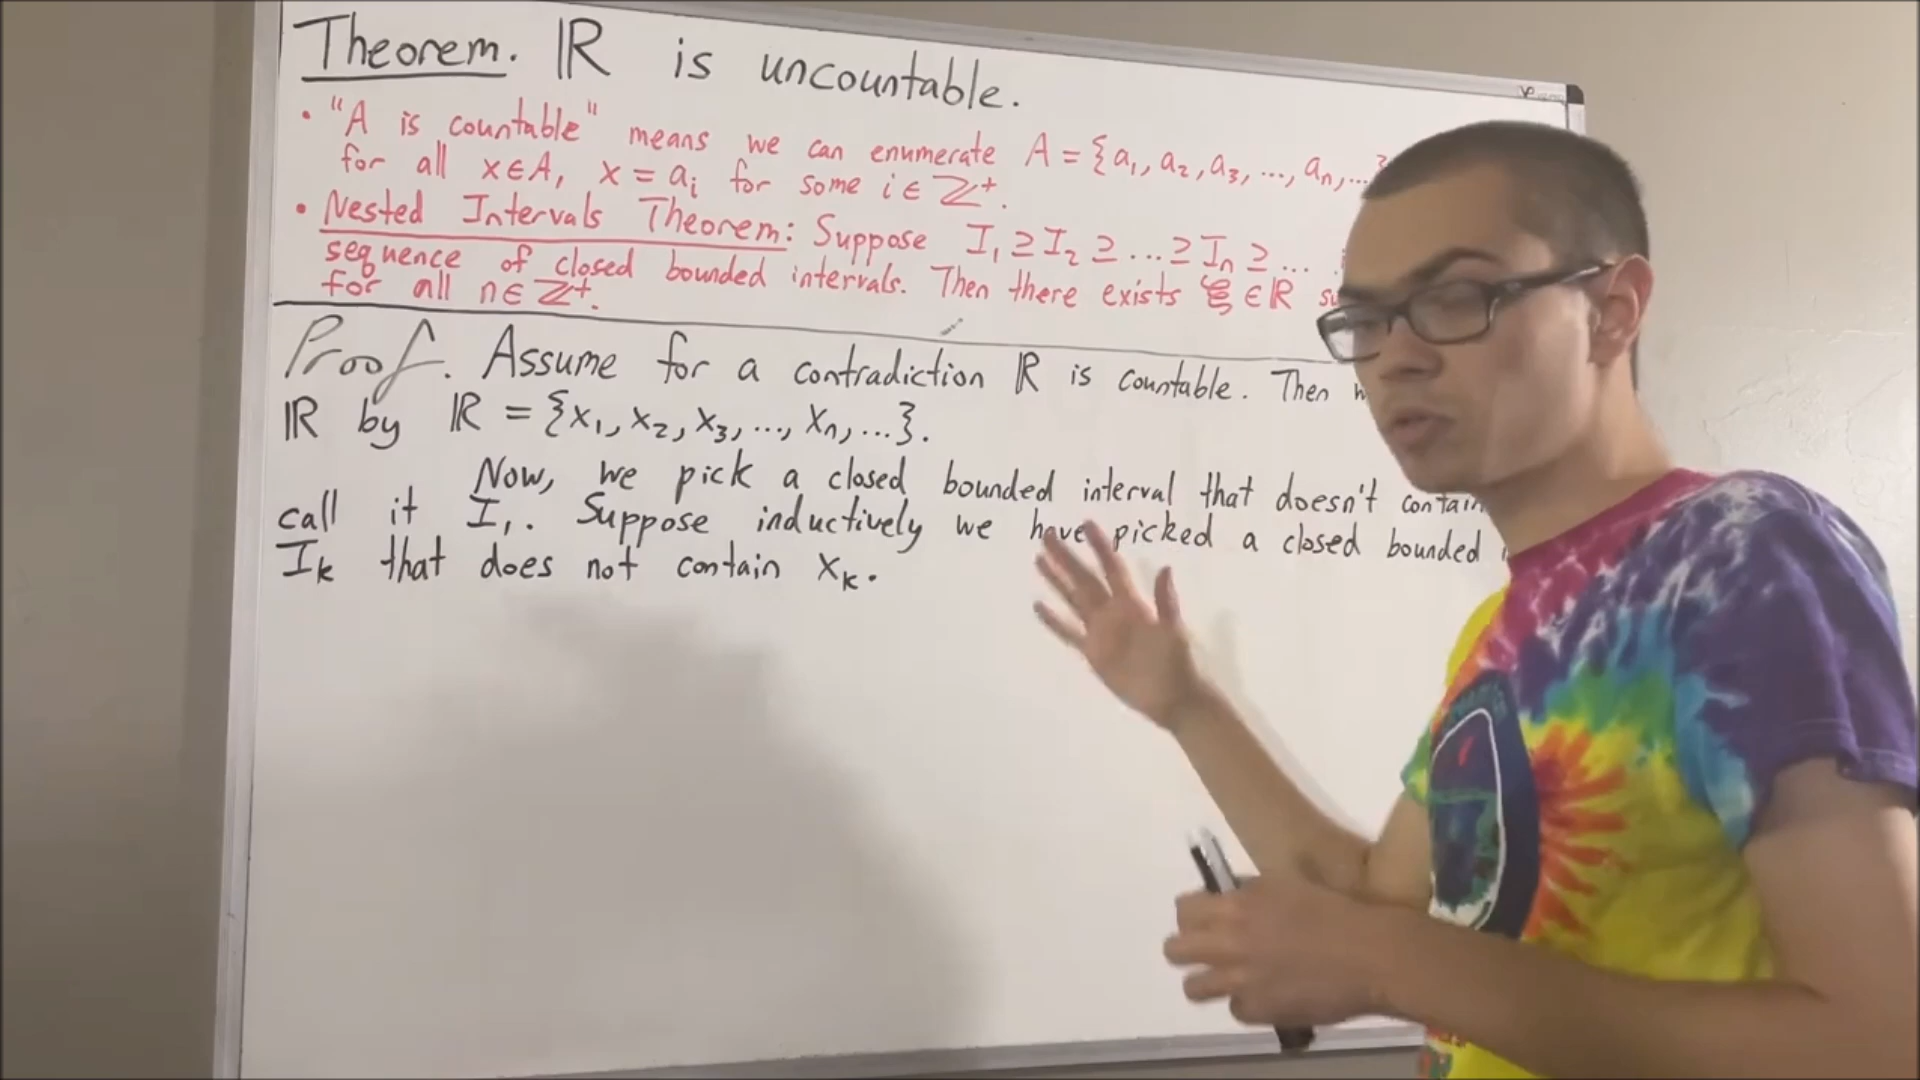 Theorem. ℝ is uncountable.
• "A is countable" means we can enumerate A = {a₁, a₂, a₃, ..., aₙ, ...}
for all x∈A, x = aᵢ for some i∈ℤ⁺.
• Nested Intervals Theorem: Suppose I₁ ⊇ I₂ ⊇ ... ⊇ Iₙ ⊇ ...
sequence of closed bounded intervals. Then there exists ξ∈ℝ
for all n∈ℤ⁺.
Proof. Assume for a contradiction ℝ is countable. Then
ℝ by ℝ = {x₁, x₂, x₃, ..., xₙ, ...}.
Now, we pick a closed bounded interval that doesn't contain
call it I₁. Suppose inductively we have picked a closed bounded
Iₖ that does not contain xₖ.